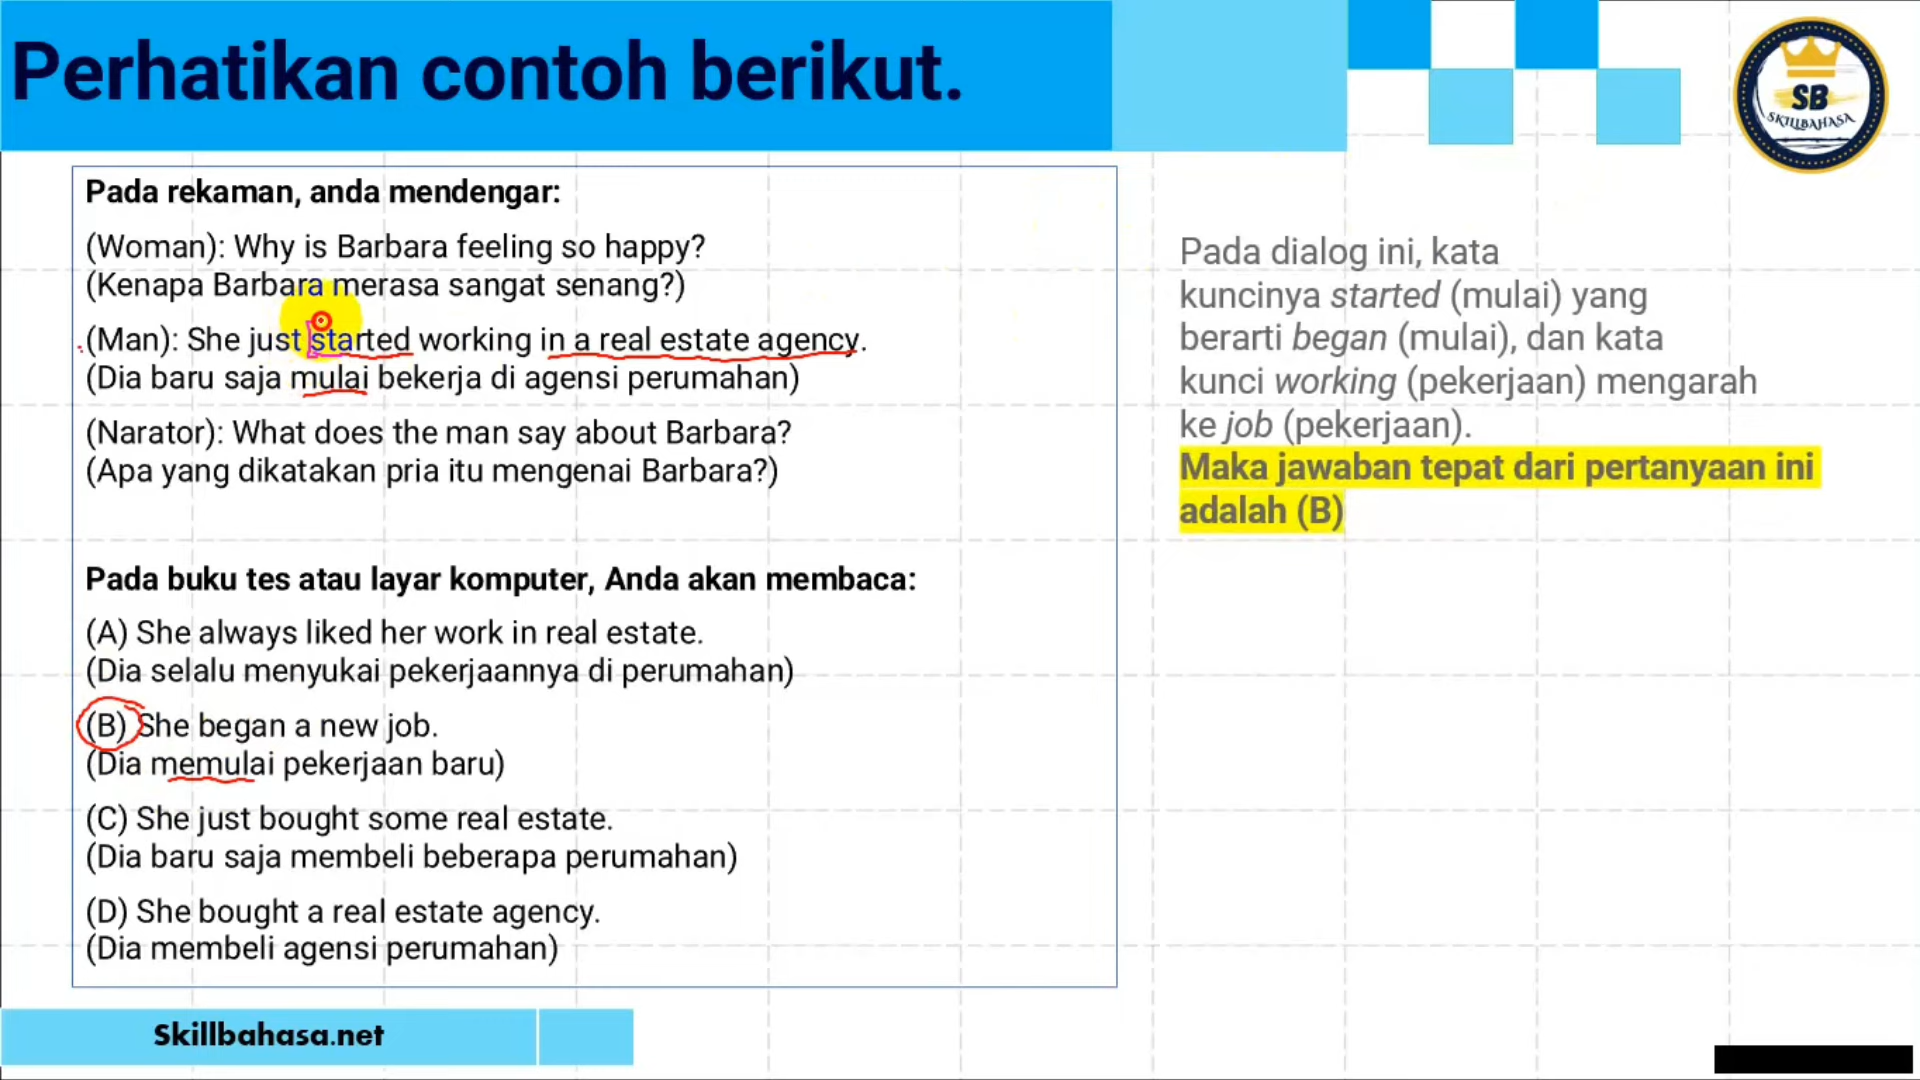 Perhatikan contoh berikut.
SB
SKILLBAHASA
Pada rekaman, anda mendengar:
(Woman): Why is Barbara feeling so happy?
(Kenapa Barbara merasa sangat senang?)
(Man): She just started working in a real estate agency.
(Dia baru saja mulai bekerja di agensi perumahan)
(Narator): What does the man say about Barbara?
(Apa yang dikatakan pria itu mengenai Barbara?)
Pada buku tes atau layar komputer, Anda akan membaca:
(A) She always liked her work in real estate.
(Dia selalu menyukai pekerjaannya di perumahan)
(B) She began a new job.
(Dia memulai pekerjaan baru)
(C) She just bought some real estate.
(Dia baru saja membeli beberapa perumahan)
(D) She bought a real estate agency.
(Dia membeli agensi perumahan)
Pada dialog ini, kata
kuncinya started (mulai) yang
berarti began (mulai), dan kata
kunci working (pekerjaan) mengarah
ke job (pekerjaan).
Maka jawaban tepat dari pertanyaan ini
adalah (B)
Skillbahasa.net